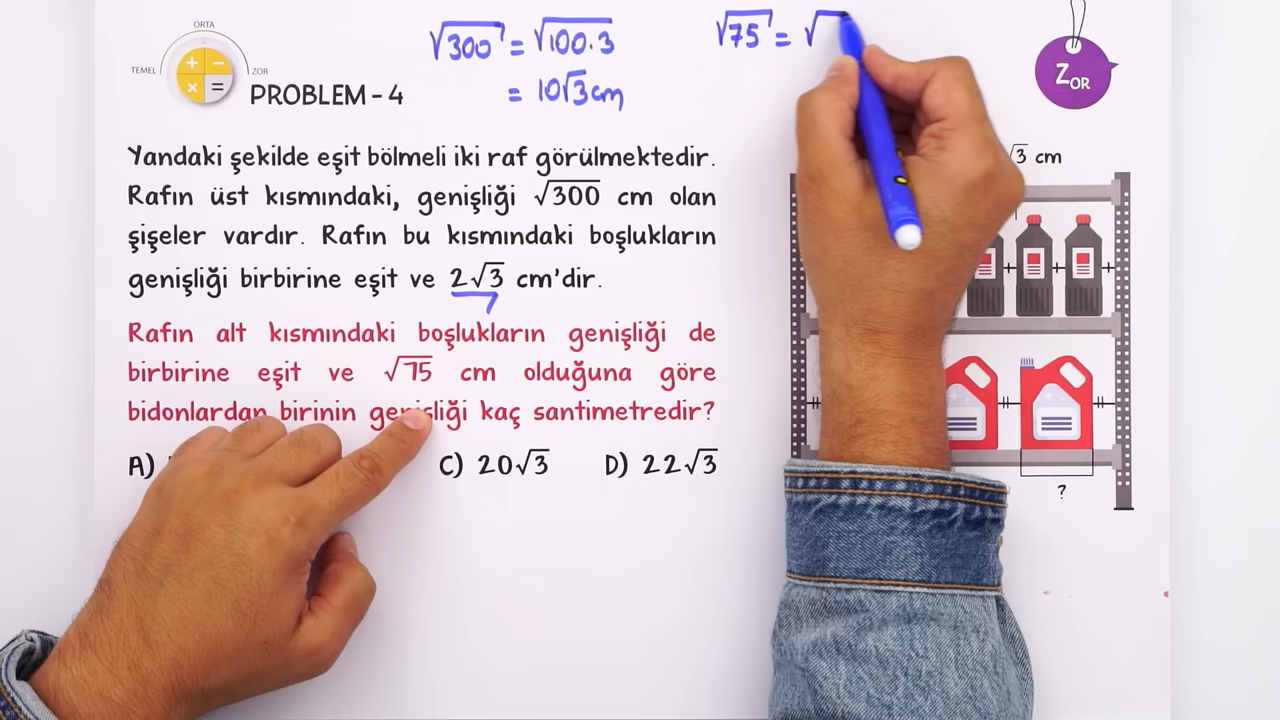 ORTA
TEMEL
ZOR
PROBLEM - 4
√300 = √100.3
= 10√3 cm
√75 = √
ZOR
Yandaki şekilde eşit bölmeli iki raf görülmektedir.
Rafın üst kısmındaki, genişliği √300 cm olan
şişeler vardır. Rafın bu kısmındaki boşlukların
genişliği birbirine eşit ve 2√3 cm'dir.
Rafın alt kısmındaki boşlukların genişliği de
birbirine eşit ve √75 cm olduğuna göre
bidonlardan birinin genişliği kaç santimetredir?
A)
C) 20√3
D) 22√3
√3 cm
?